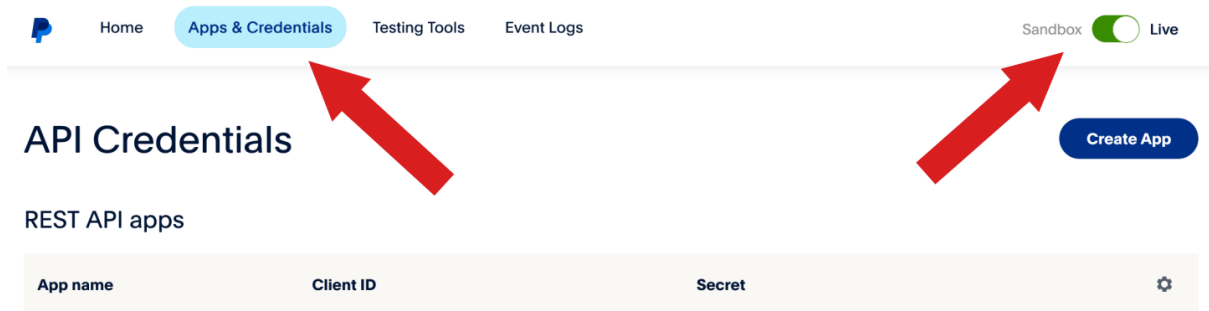 Home Apps & Credentials Testing Tools Event Logs Sandbox Live
API Credentials
Create App
REST API apps
App name Client ID Secret